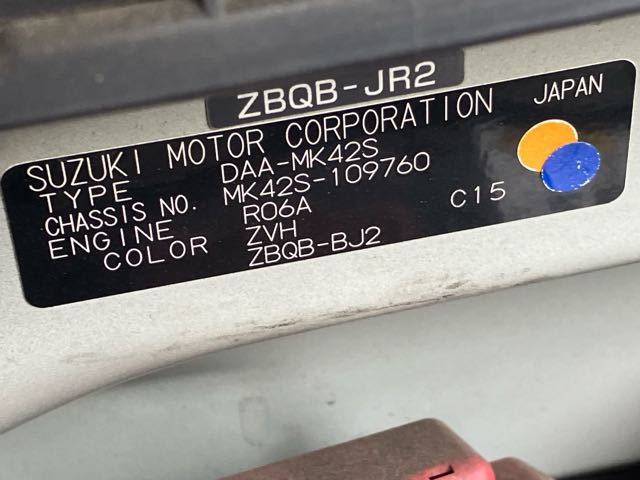 ZBQB-JR2
SUZUKI MOTOR CORPORATION JAPAN
TYPE DAA-MK42S
CHASSIS NO. MK42S-109760
ENGINE R06A C15
COLOR ZVH
ZBQB-BJ2